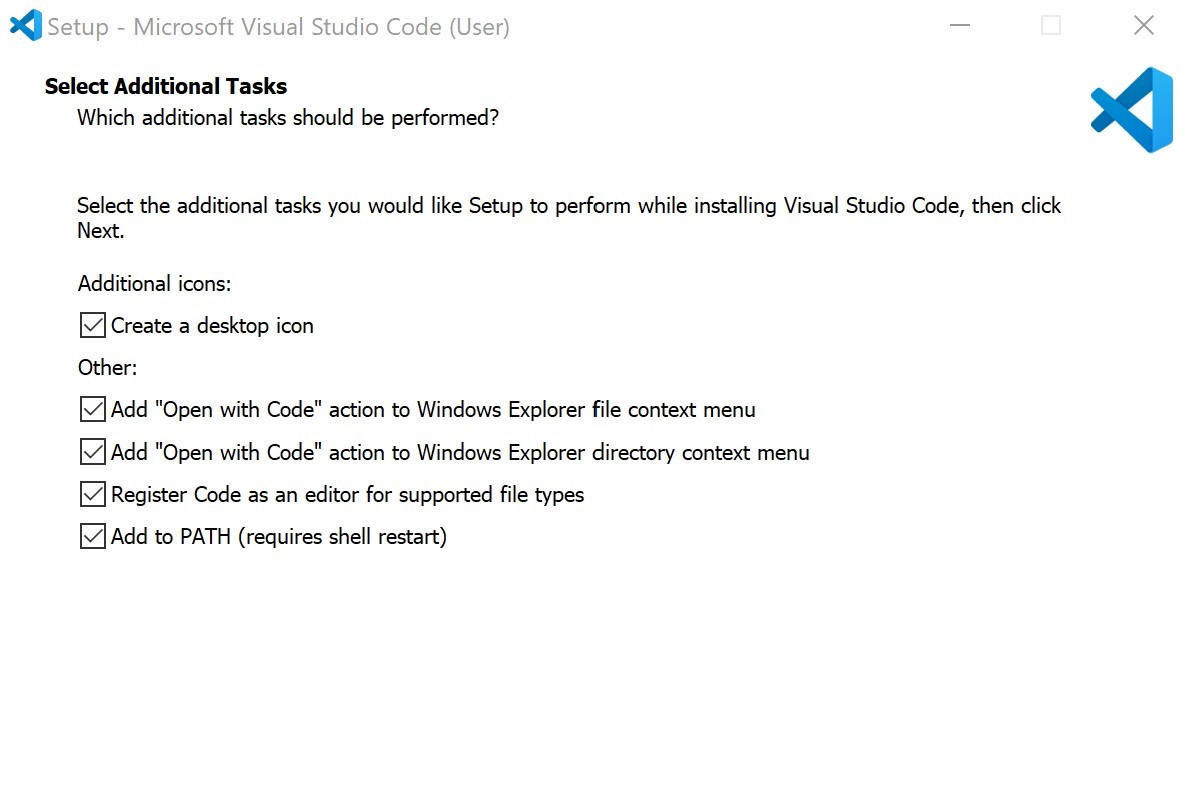 Setup - Microsoft Visual Studio Code (User)
Select Additional Tasks
Which additional tasks should be performed?
Select the additional tasks you would like Setup to perform while installing Visual Studio Code, then click
Next.
Additional icons:
Create a desktop icon
Other:
Add "Open with Code" action to Windows Explorer file context menu
Add "Open with Code" action to Windows Explorer directory context menu
Register Code as an editor for supported file types
Add to PATH (requires shell restart)